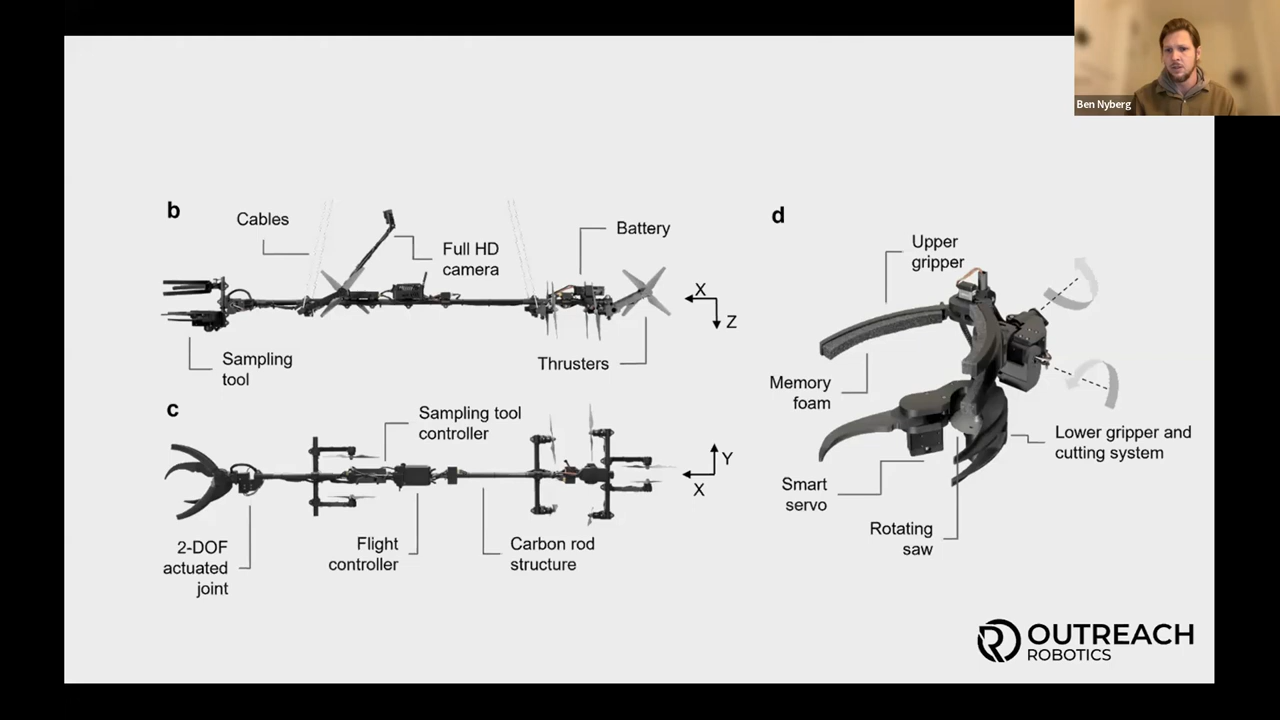 Ben Nyberg
b
Cables
Full HD
camera
Battery
X
Z
Sampling
tool
Thrusters
c
Sampling tool
controller
Y
X
2-DOF
actuated
joint
Flight
controller
Carbon rod
structure
d
Upper
gripper
Memory
foam
Lower gripper and
cutting system
Smart
servo
Rotating
saw
OUTREACH
ROBOTICS